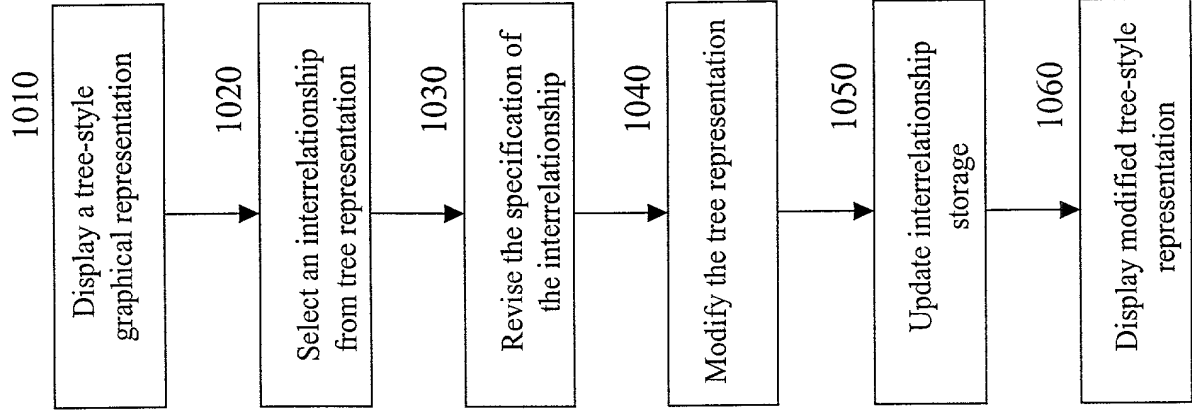 1010
Display a tree-style
graphical representation
1020
Select an interrelationship
from tree representation
1030
Revise the specification of
the interrelationship
1040
Modify the tree representation
1050
Update interrelationship
storage
1060
Display modified tree-style
representation